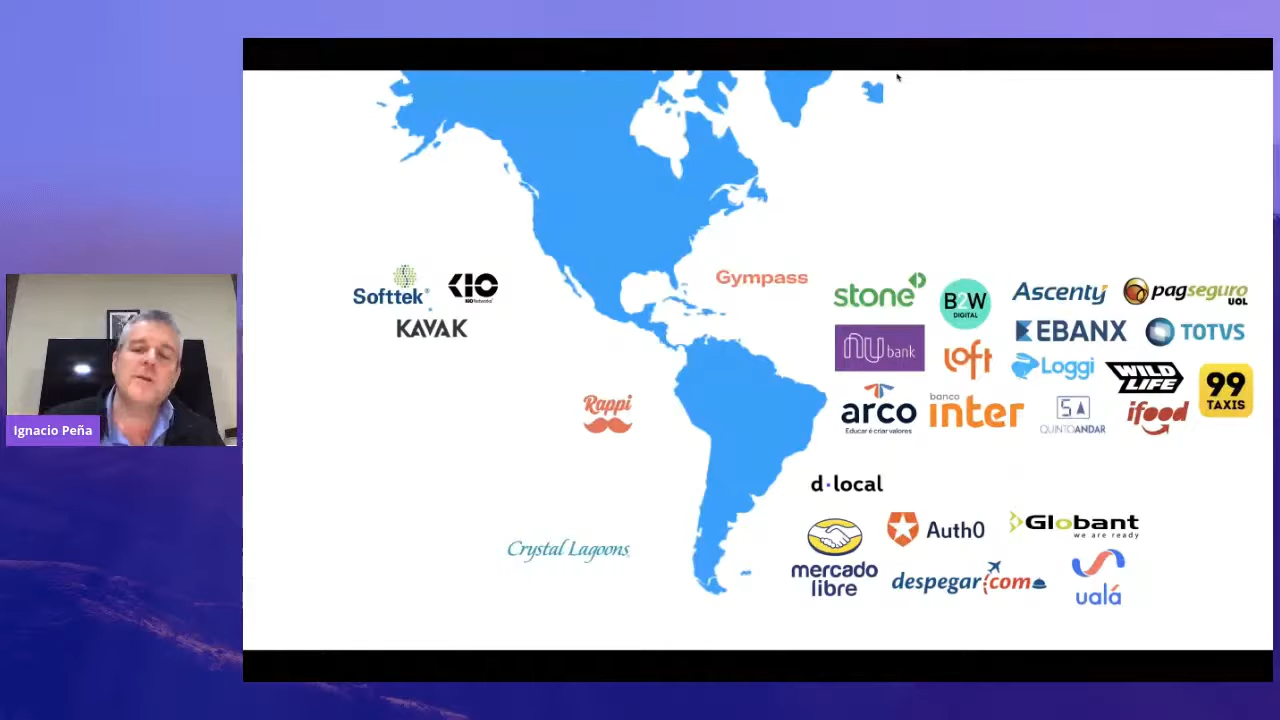 Gympass
Softtek
KIO
KIO Networks
KAVAK
stone
B2W
DIGITAL
Ascenty
pagseguro
UOL
nu bank
loft
EBANX
TOTVS
Loggi
WILD
LIFE
99
TAXIS
Rappi
arco
Educar é criar valores
banco
inter
QUINTOANDAR
ifood
Ignacio Peña
d·local
mercado
libre
Auth0
Globant
we are ready
Crystal Lagoons
despegar.com
ualá